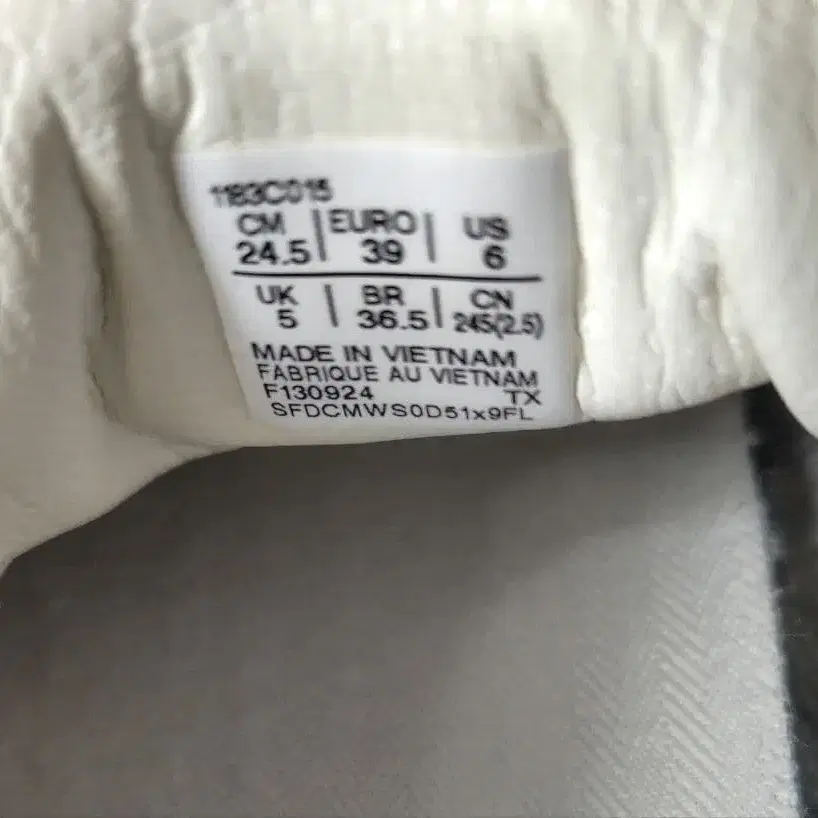 1183C015
CM | EURO | US
24.5 | 39 | 6
UK | BR | CN
5 | 36.5 | 245(2.5)
MADE IN VIETNAM
FABRIQUE AU VIETNAM
F130924 TX
SFDCMWS0D51x9FL